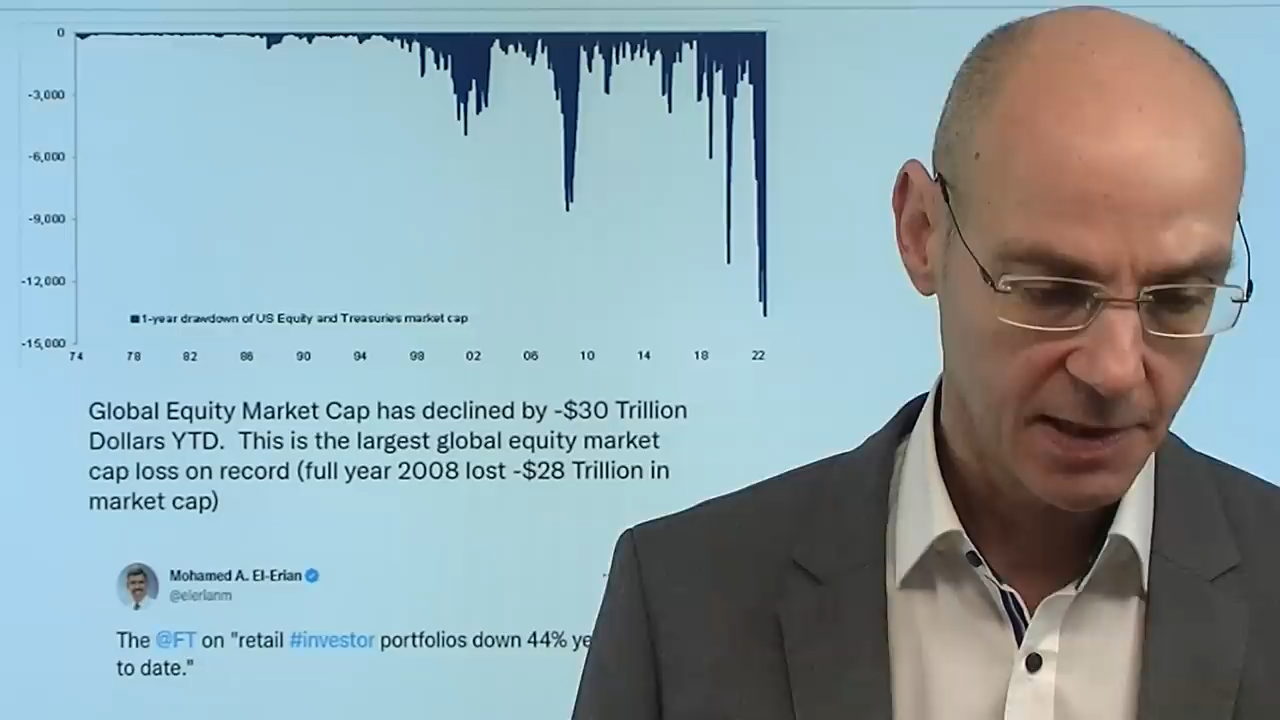 0
-3,000
-6,000
-9,000
-12,000
-15,000
1-year drawdown of US Equity and Treasuries market cap
74 78 82 86 90 94 98 02 06 10 14 18 22
Global Equity Market Cap has declined by -$30 Trillion
Dollars YTD. This is the largest global equity market
cap loss on record (full year 2008 lost -$28 Trillion in
market cap)
Mohamed A. El-Erian
@elerianm
The @FT on "retail #investor portfolios down 44% ye
to date."